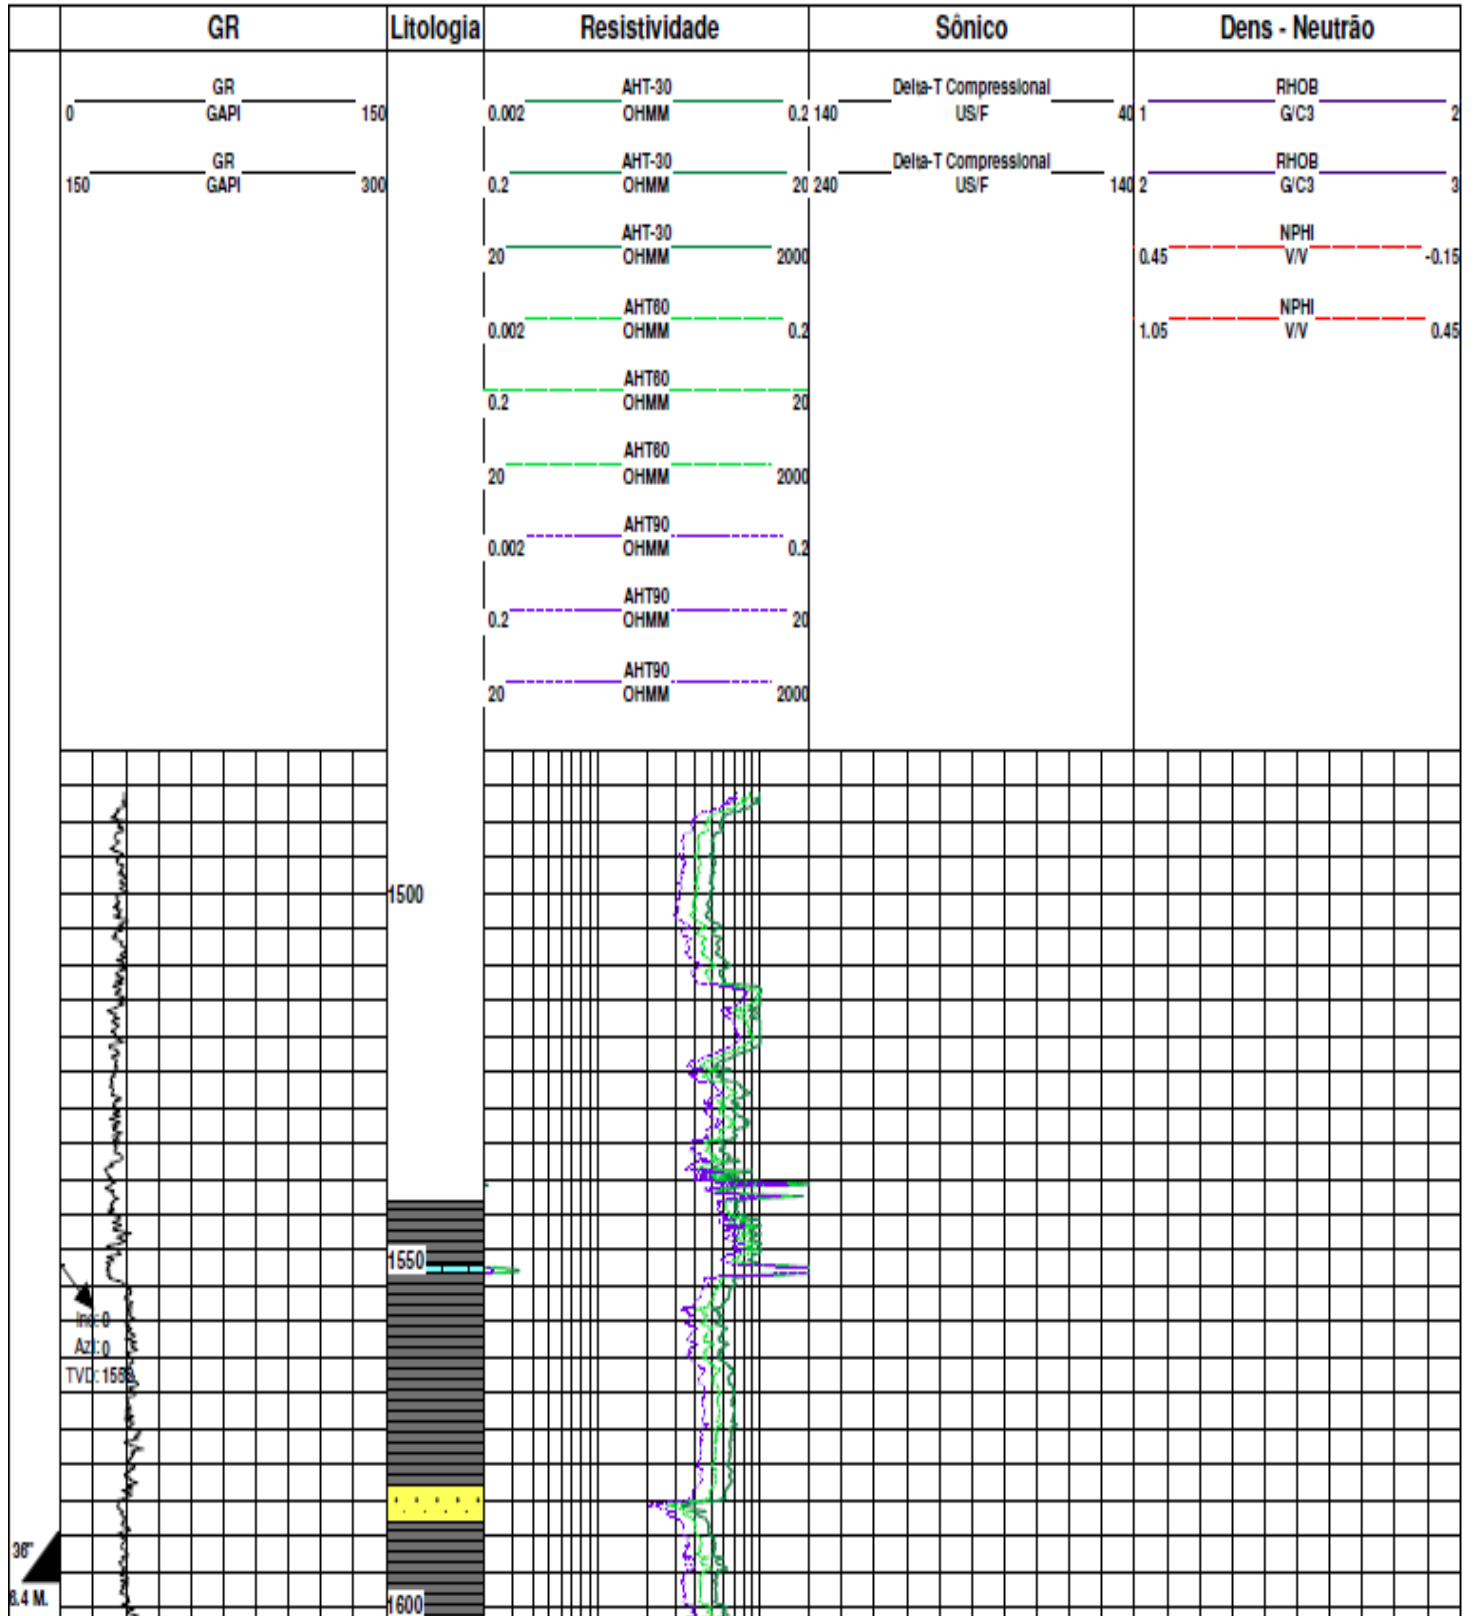 GR Litologia Resistividade Sônico Dens - Neutrão
GR AHT-30 Delta-T Compressional RHOB
0 GAPI 150 0.002 OHMM 0.2 140 US/F 40 1 G/C3 2
GR AHT-30 Delta-T Compressional RHOB
150 GAPI 300 0.2 OHMM 20 240 US/F 140 2 G/C3 3
AHT-30 NPHI
20 OHMM 2000 0.45 V/V -0.15
AHT60 NPHI
0.002 OHMM 0.2 1.05 V/V 0.45
AHT60
0.2 OHMM 20
AHT60
20 OHMM 2000
AHT90
0.002 OHMM 0.2
AHT90
0.2 OHMM 20
AHT90
20 OHMM 2000
1500
1550
Inc: 0
Azi: 0
TVD:
36"
1600